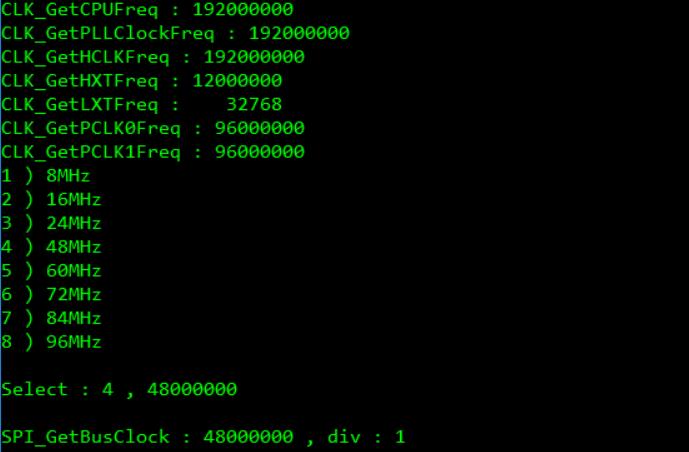 CLK_GetCPUFreq : 192000000
CLK_GetPLLClockFreq : 192000000
CLK_GetHCLKFreq : 192000000
CLK_GetHXTFreq : 12000000
CLK_GetLXTFreq :    32768
CLK_GetPCLK0Freq : 96000000
CLK_GetPCLK1Freq : 96000000
1 ) 8MHz
2 ) 16MHz
3 ) 24MHz
4 ) 48MHz
5 ) 60MHz
6 ) 72MHz
7 ) 84MHz
8 ) 96MHz
Select : 4 , 48000000
SPI_GetBusClock : 48000000 , div : 1